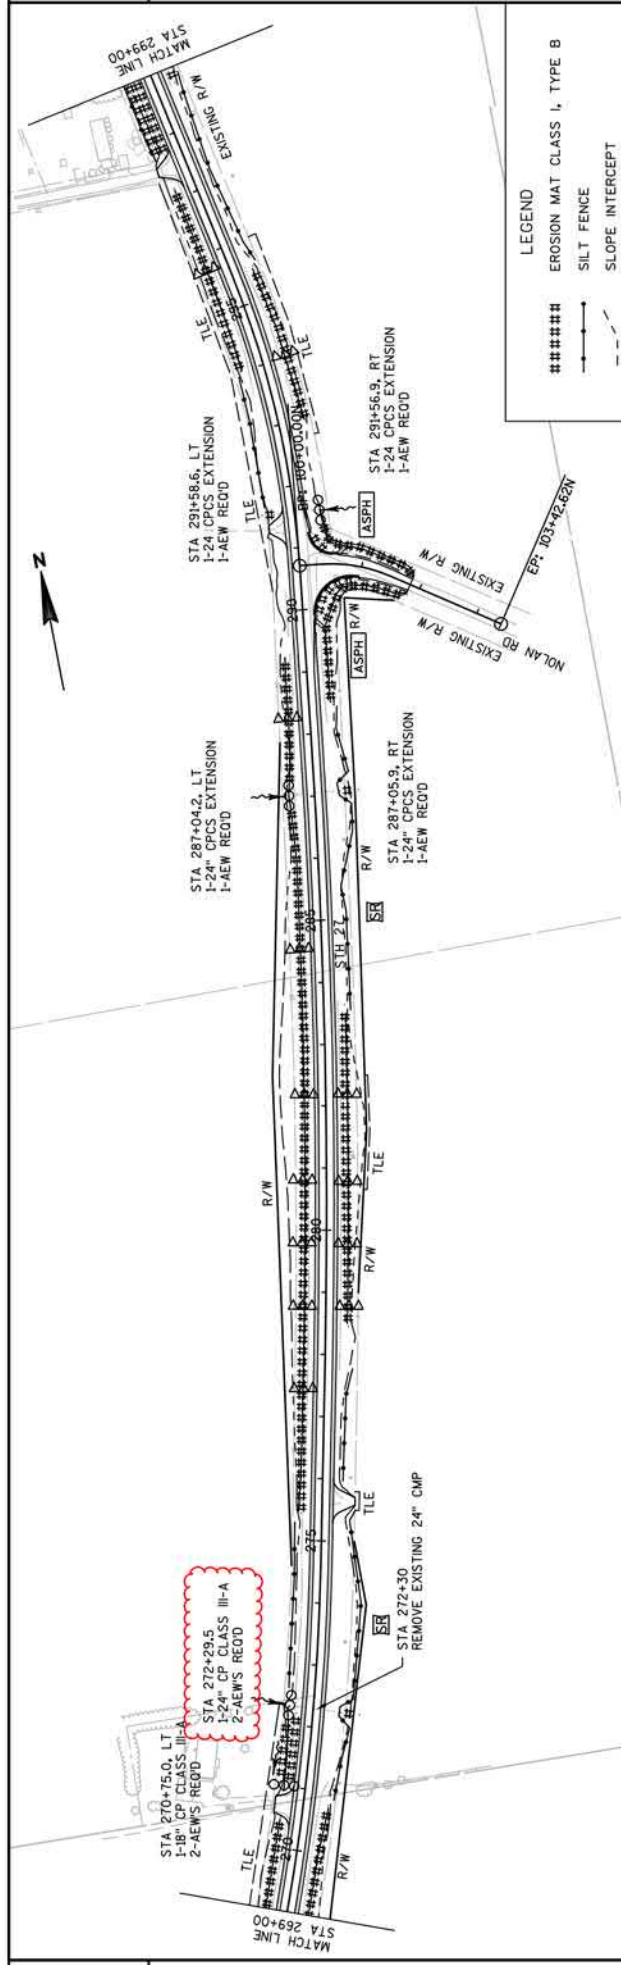 MATCH LINE
STA 299+00
EXISTING R/W
LEGEND
###### EROSION MAT CLASS I, TYPE B
SILT FENCE
SLOPE INTERCEPT
TLE
295
TLE
STA 291+58.6, LT
1-24 CPCS EXTENSION
1-AEW REQ'D
TLE
BP: 100+00.00N
STA 291+56.9, RT
1-24 CPCS EXTENSION
1-AEW REQ'D
ASPH
N
290
R/W
ASPH
EXISTING R/W
EXISTING R/W
NOLAN RD
EP: 103+42.62N
STA 287+04.2, LT
1-24" CPCS EXTENSION
1-AEW REQ'D
STA 287+05.9, RT
1-24" CPCS EXTENSION
1-AEW REQ'D
R/W
285
STH 27
SR
R/W
TLE
280
R/W
TLE
275
STA 272+29.5
1-24" CP CLASS III-A
2-AEW'S REQ'D
SR
STA 272+30
REMOVE EXISTING 24" CMP
STA 270+75.0, LT
1-18" CP CLASS III-A
2-AEW'S REQ'D
TLE
270
R/W
MATCH LINE
STA 269+00